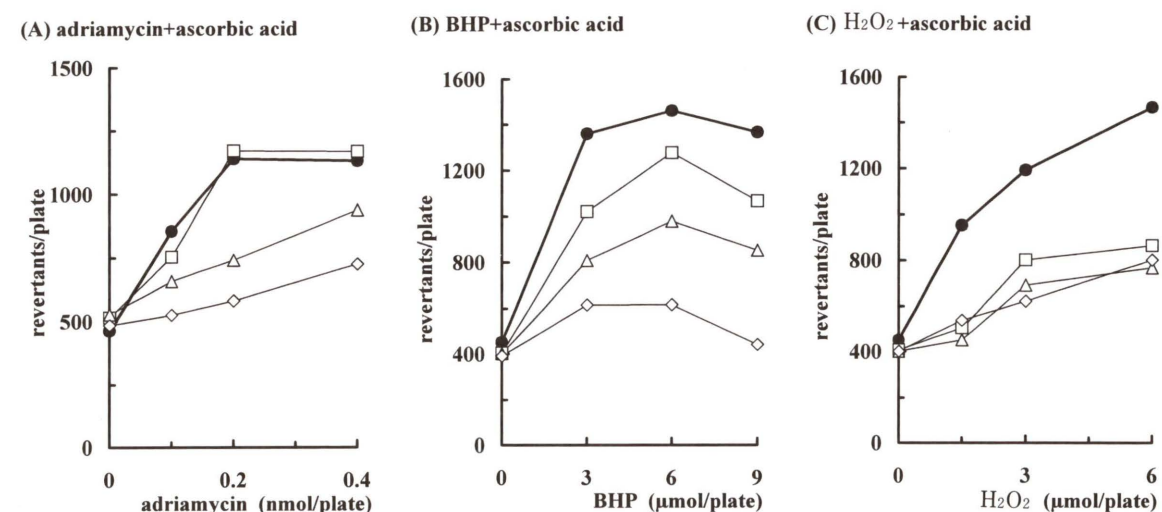 (A) adriamycin+ascorbic acid
1500
1000
500
0
revertants/plate
0 0.2 0.4
adriamycin (nmol/plate)
(B) BHP+ascorbic acid
1600
1200
800
400
0
revertants/plate
0 3 6 9
BHP (μmol/plate)
(C) H₂O₂+ascorbic acid
1600
1200
800
400
0
revertants/plate
0 3 6
H₂O₂ (μmol/plate)